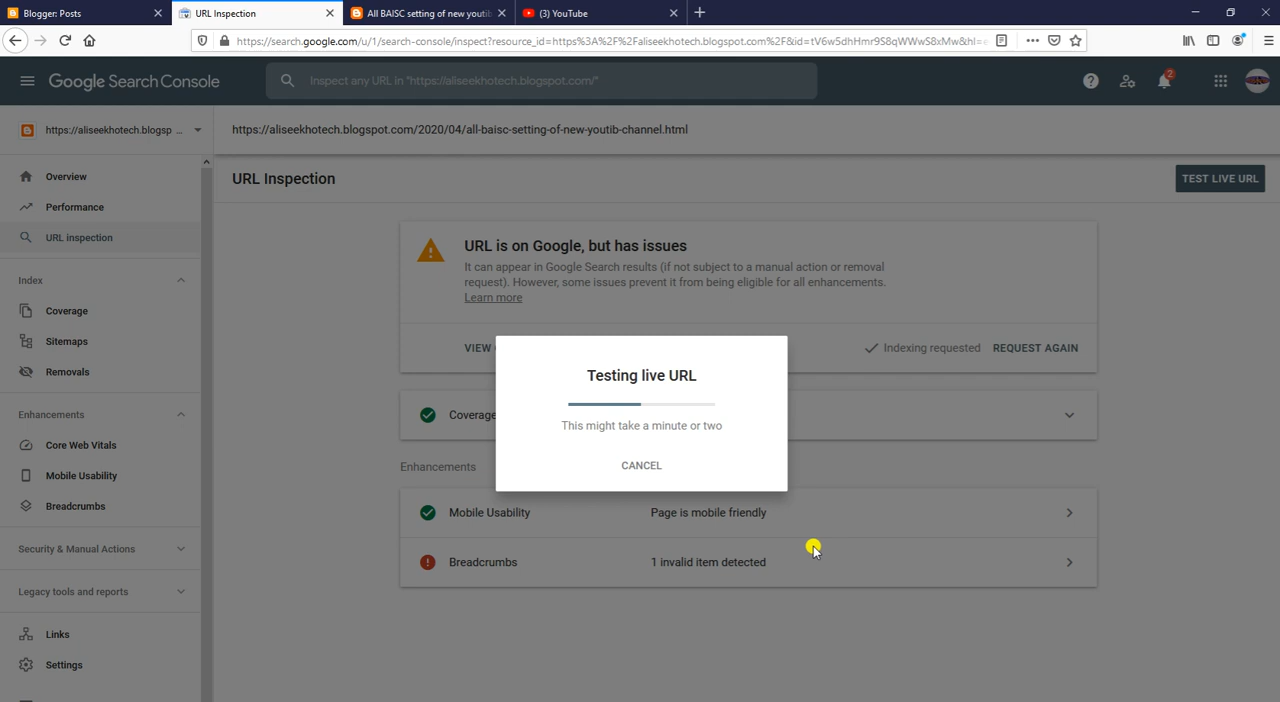 Blogger: Posts
URL Inspection
All BAISC setting of new youtib
(3) YouTube
https://search.google.com/u/1/search-console/inspect?resource_id=https%3A%2F%2Faliseekhotech.blogspot.com%2F&id=tV6w5dhHmr9S8qWWwS8xMw&hl=
Google Search Console
Inspect any URL in "https://aliseekhotech.blogspot.com/"
2
https://aliseekhotech.blogsp ...
https://aliseekhotech.blogspot.com/2020/04/all-baisc-setting-of-new-youtib-channel.html
Overview
Performance
URL inspection
Index
Coverage
Sitemaps
Removals
Enhancements
Core Web Vitals
Mobile Usability
Breadcrumbs
Security & Manual Actions
Legacy tools and reports
Links
Settings
URL Inspection
TEST LIVE URL
URL is on Google, but has issues
It can appear in Google Search results (if not subject to a manual action or removal
request). However, some issues prevent it from being eligible for all enhancements.
Learn more
VIEW
Indexing requested
REQUEST AGAIN
Testing live URL
This might take a minute or two
CANCEL
Coverage
Enhancements
Mobile Usability
Page is mobile friendly
Breadcrumbs
1 invalid item detected